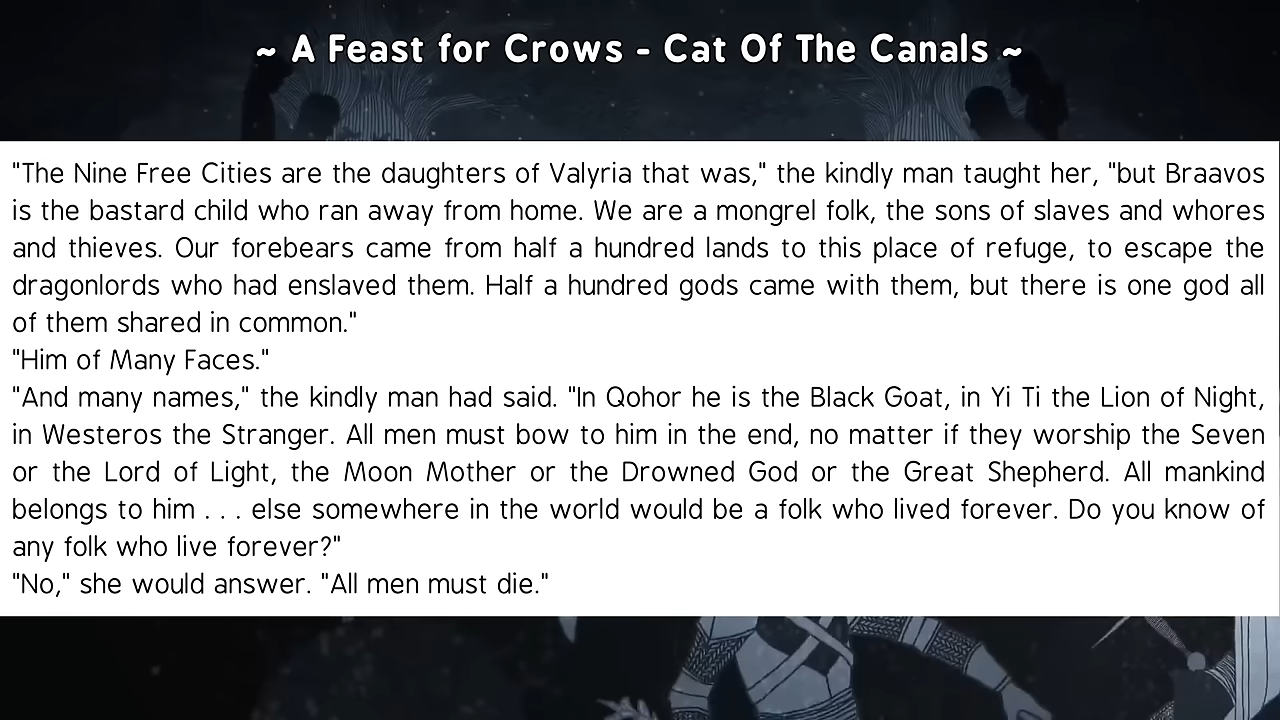 ~ A Feast for Crows - Cat Of The Canals ~
"The Nine Free Cities are the daughters of Valyria that was," the kindly man taught her, "but Braavos
is the bastard child who ran away from home. We are a mongrel folk, the sons of slaves and whores
and thieves. Our forebears came from half a hundred lands to this place of refuge, to escape the
dragonlords who had enslaved them. Half a hundred gods came with them, but there is one god all
of them shared in common."
"Him of Many Faces."
"And many names," the kindly man had said. "In Qohor he is the Black Goat, in Yi Ti the Lion of Night,
in Westeros the Stranger. All men must bow to him in the end, no matter if they worship the Seven
or the Lord of Light, the Moon Mother or the Drowned God or the Great Shepherd. All mankind
belongs to him . . . else somewhere in the world would be a folk who lived forever. Do you know of
any folk who live forever?"
"No," she would answer. "All men must die."